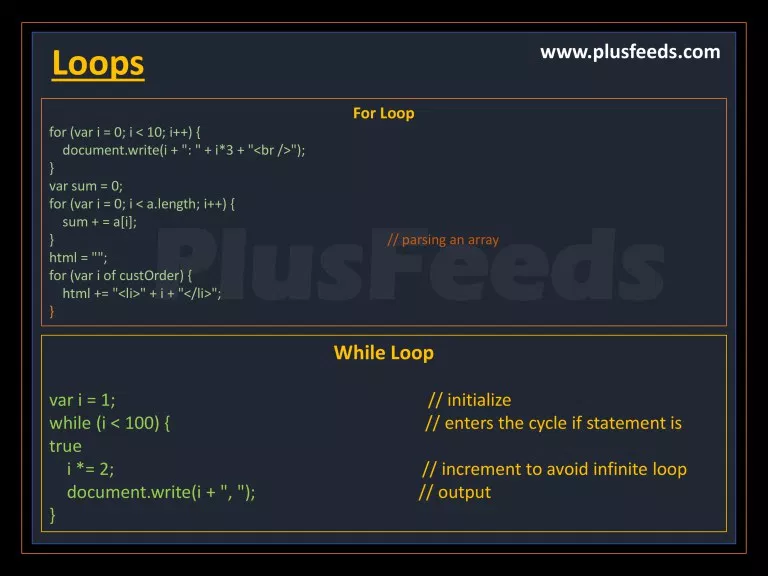 Loops
www.plusfeeds.com
For Loop
for (var i = 0; i < 10; i++) {
document.write(i + ": " + i*3 + "<br />");
}
var sum = 0;
for (var i = 0; i < a.length; i++) {
sum + = a[i];
} // parsing an array
html = "";
for (var i of custOrder) {
html += "<li>" + i + "</li>";
}
PlusFeeds
While Loop
var i = 1; // initialize
while (i < 100) { // enters the cycle if statement is
true
i *= 2; // increment to avoid infinite loop
document.write(i + ", "); // output
}